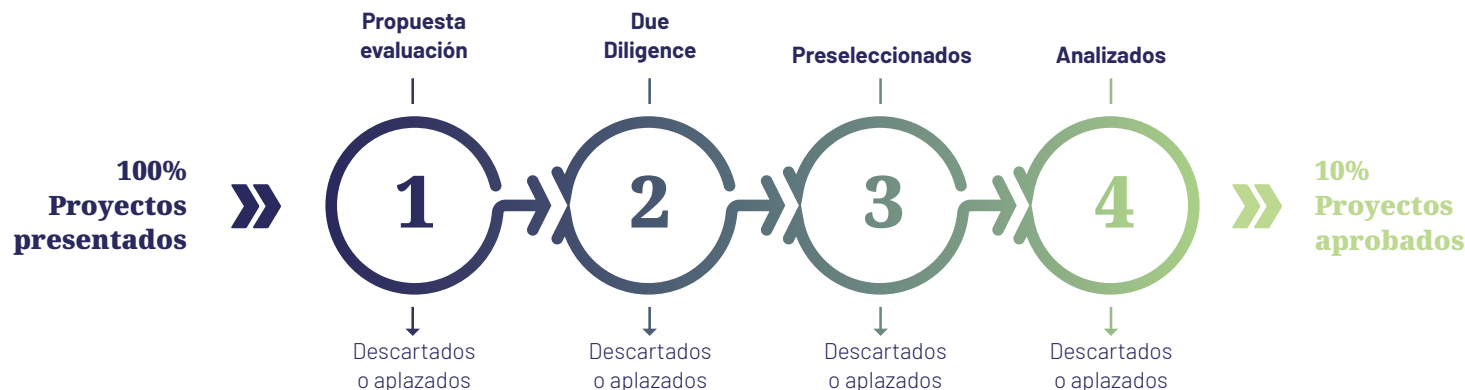 Propuesta
evaluación
Due
Diligence
Preseleccionados
Analizados
100%
Proyectos
presentados
1
2
3
4
10%
Proyectos
aprobados
Descartados
o aplazados
Descartados
o aplazados
Descartados
o aplazados
Descartados
o aplazados